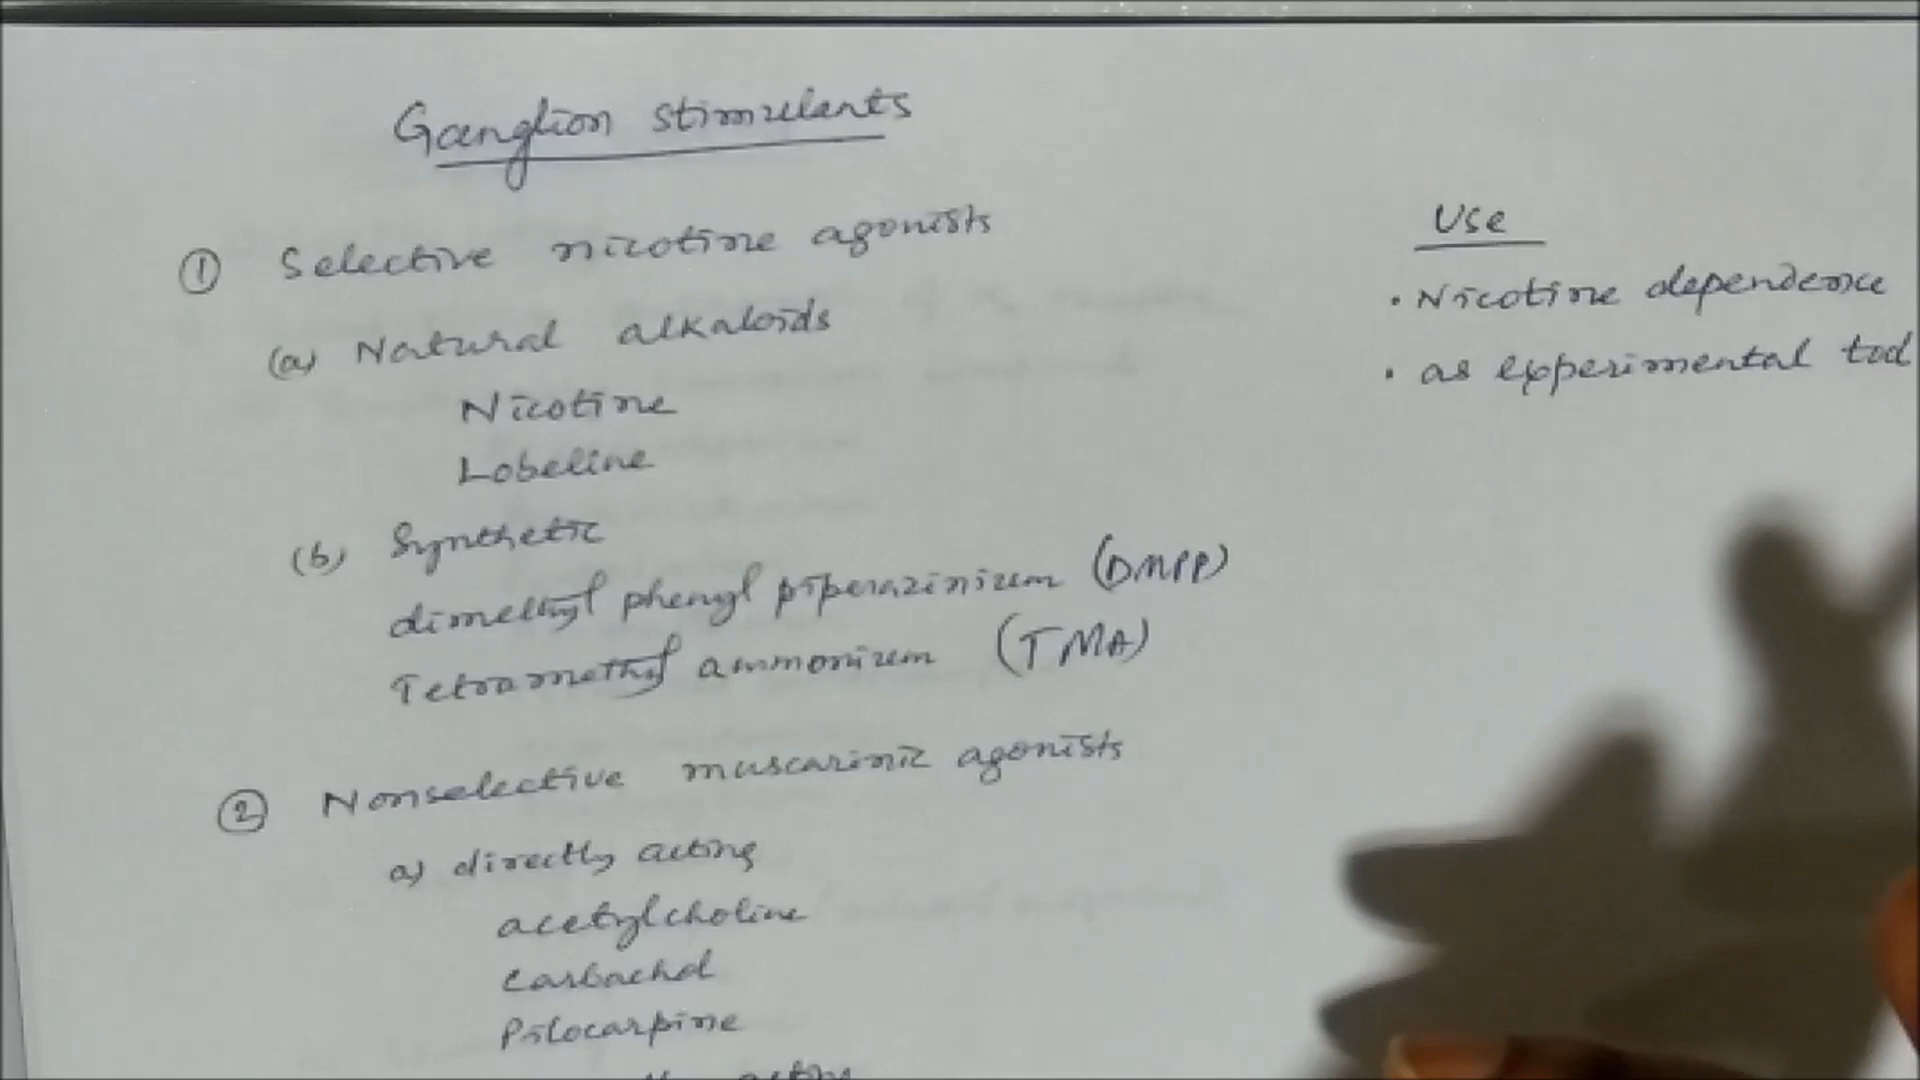 Ganglion stimulants
① Selective nicotine agonists
(a) Natural alkaloids
Nicotine
Lobeline
(b) Synthetic
dimethyl phenyl piperazinium (DMPP)
Tetramethyl ammonium (TMA)
② Nonselective muscarinic agonists
a) directly acting
acetylcholine
Carbachol
Pilocarpine
acting
Use
• Nicotine dependence
• as experimental tool